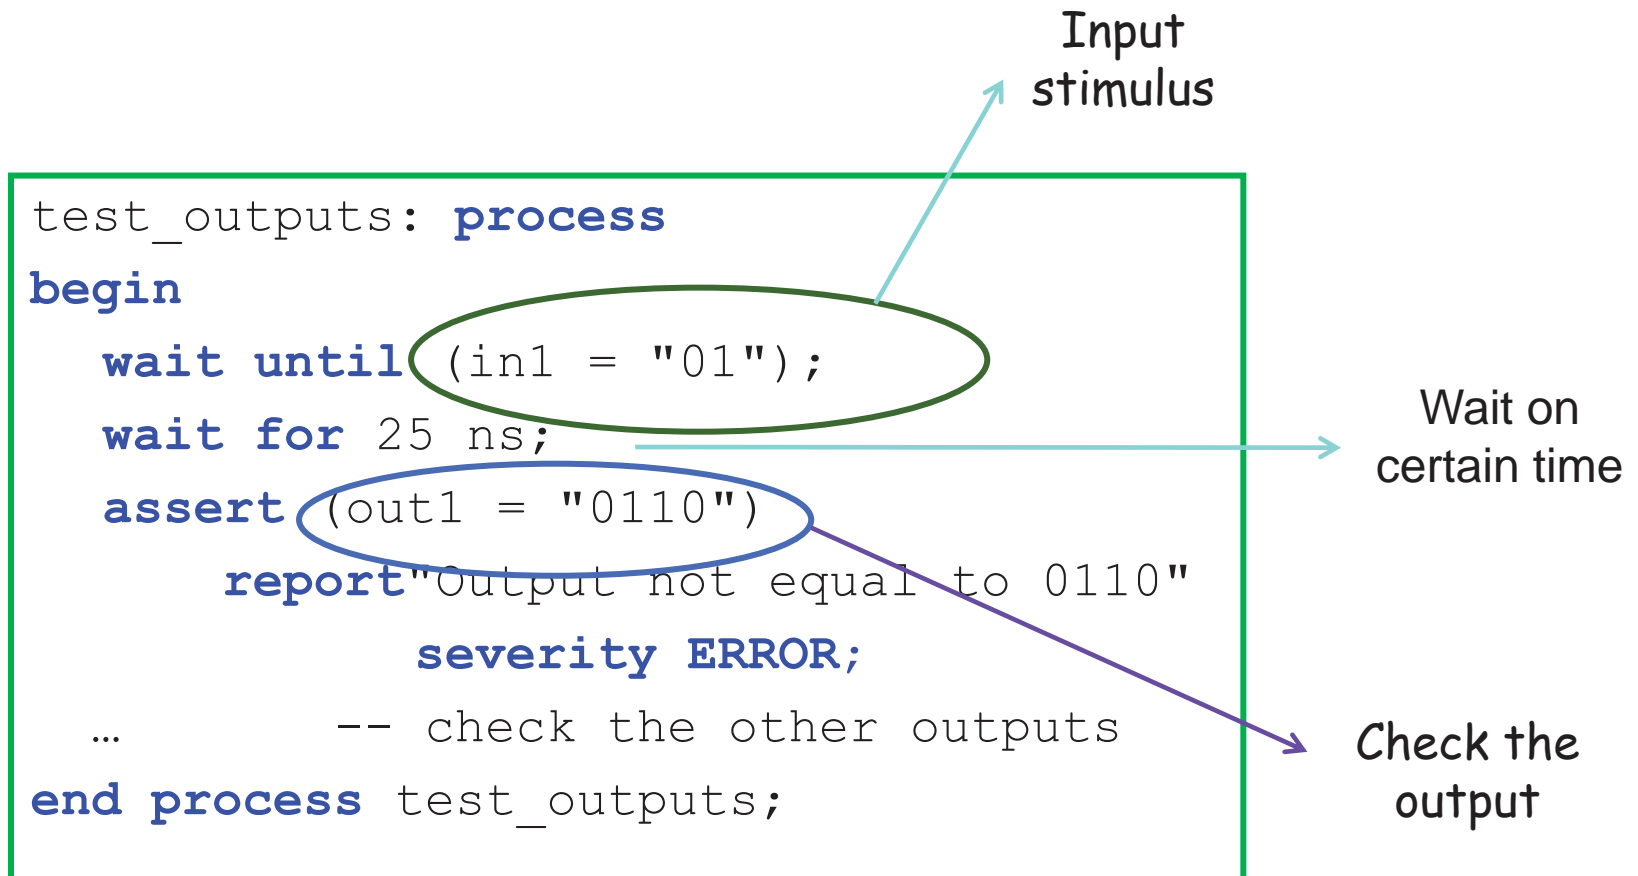 Input
stimulus
test_outputs: process
begin
wait until (in1 = "01");
wait for 25 ns;
Wait on
certain time
assert (out1 = "0110")
report"Output not equal to 0110"
severity ERROR;
… -- check the other outputs
Check the
output
end process test_outputs;